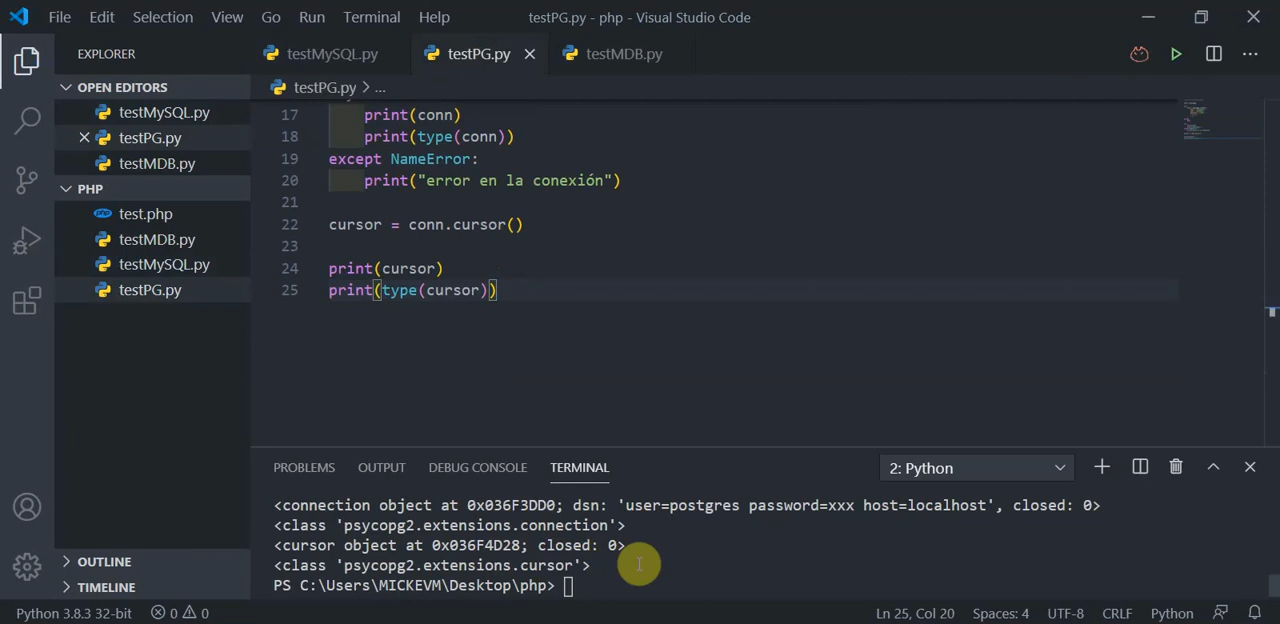 File Edit Selection View Go Run Terminal Help testPG.py - php - Visual Studio Code
EXPLORER
testMySQL.py testPG.py testMDB.py
OPEN EDITORS
testMySQL.py
testPG.py
testMDB.py
PHP
test.php
testMDB.py
testMySQL.py
testPG.py
OUTLINE
TIMELINE
testPG.py > ...
17 print(conn)
18 print(type(conn))
19 except NameError:
20 print("error en la conexión")
21
22 cursor = conn.cursor()
23
24 print(cursor)
25 print(type(cursor))
PROBLEMS OUTPUT DEBUG CONSOLE TERMINAL 2: Python
<connection object at 0x036F3DD0; dsn: 'user=postgres password=xxx host=localhost', closed: 0>
<class 'psycopg2.extensions.connection'>
<cursor object at 0x036F4D28; closed: 0>
<class 'psycopg2.extensions.cursor'>
PS C:\Users\MICKEVM\Desktop\php>
Python 3.8.3 32-bit 0 0 Ln 25, Col 20 Spaces: 4 UTF-8 CRLF Python